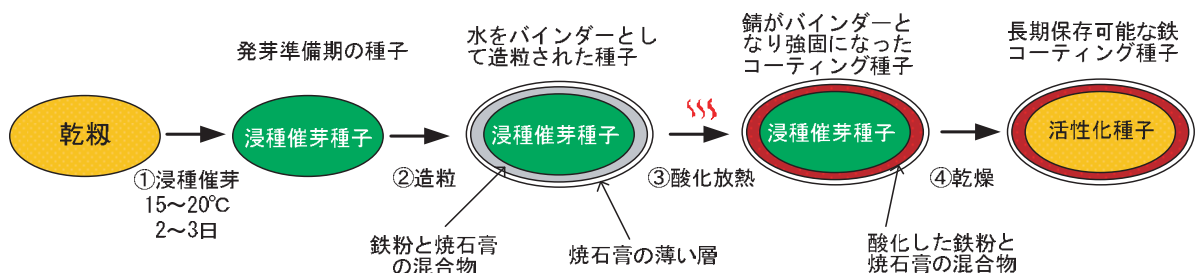 乾籾
①浸種催芽
15～20℃
2～3日
発芽準備期の種子
浸種催芽種子
②造粒
水をバインダーとし
て造粒された種子
浸種催芽種子
鉄粉と焼石膏
の混合物
焼石膏の薄い層
③酸化放熱
錆がバインダーと
なり強固になった
コーティング種子
浸種催芽種子
酸化した鉄粉と
焼石膏の混合物
④乾燥
長期保存可能な鉄
コーティング種子
活性化種子